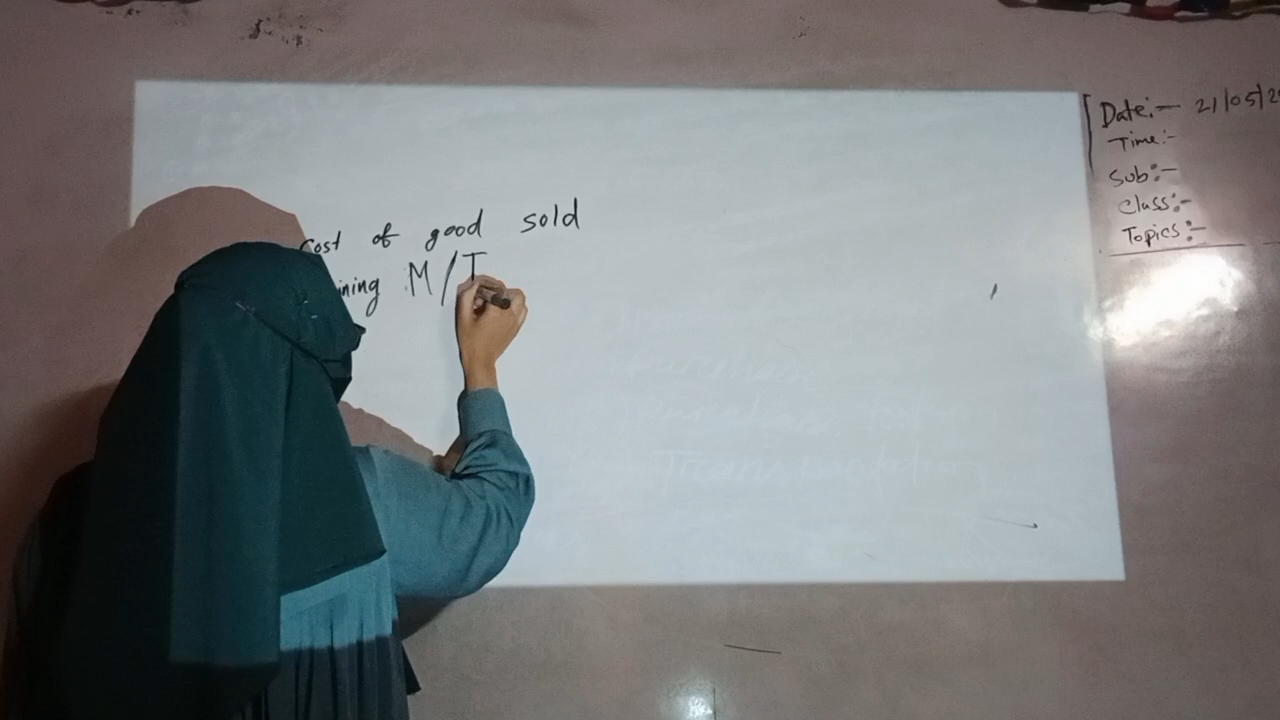 Cost of good sold
M/T
Date:- 21/05/2
Time:-
Sub:-
Class:-
Topics:-